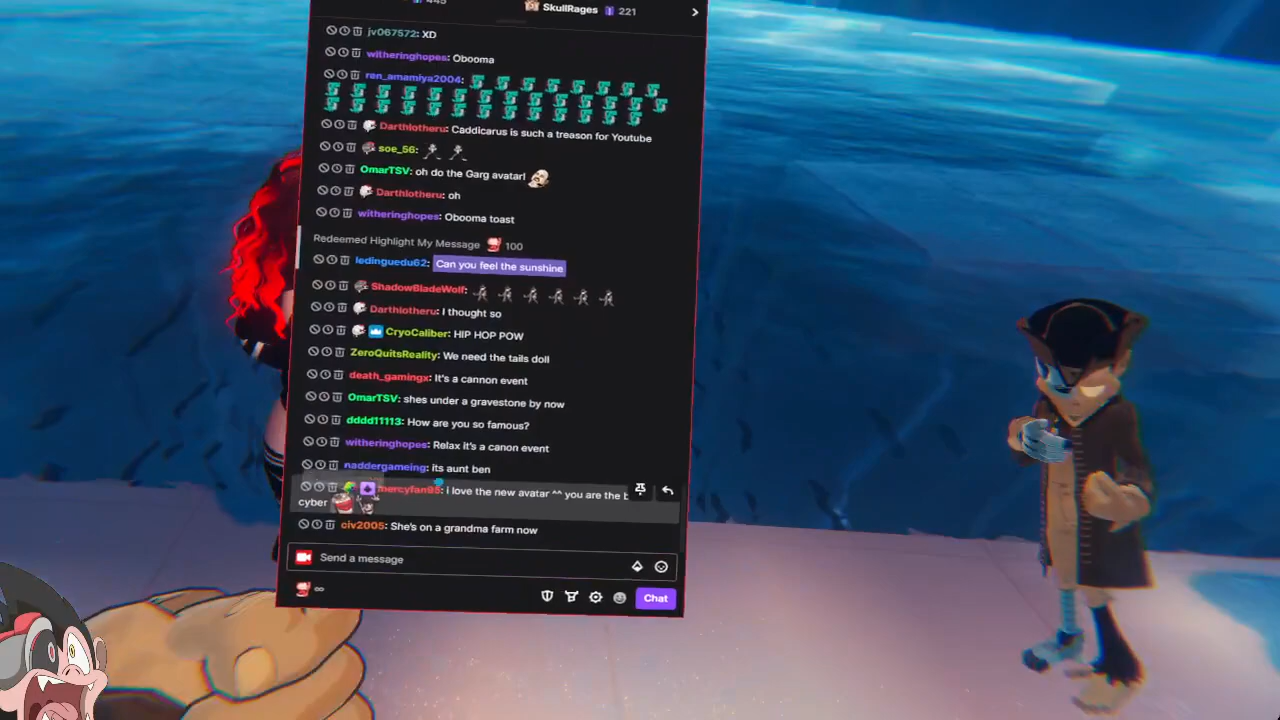 445
SkullRages 221
jv067572: XD
witheringhopes: Obooma
ren_amamiya2004:
Darthlotheru: Caddicarus is such a treason for Youtube
soe_56:
OmarTSV: oh do the Garg avatar!
Darthlotheru: oh
witheringhopes: Obooma toast
Redeemed Highlight My Message 100
ledinguedu62: Can you feel the sunshine
ShadowBladeWolf:
Darthlotheru: I thought so
CryoCaliber: HIP HOP POW
ZeroQuitsReality: We need the tails doll
death_gamingx: It's a cannon event
OmarTSV: shes under a gravestone by now
dddd11113: How are you so famous?
witheringhopes: Relax it's a canon event
naddergameing: its aunt ben
mercyfan95: i love the new avatar ^^ you are the b
cyber
civ2005: She's on a grandma farm now
Send a message
∞
Chat